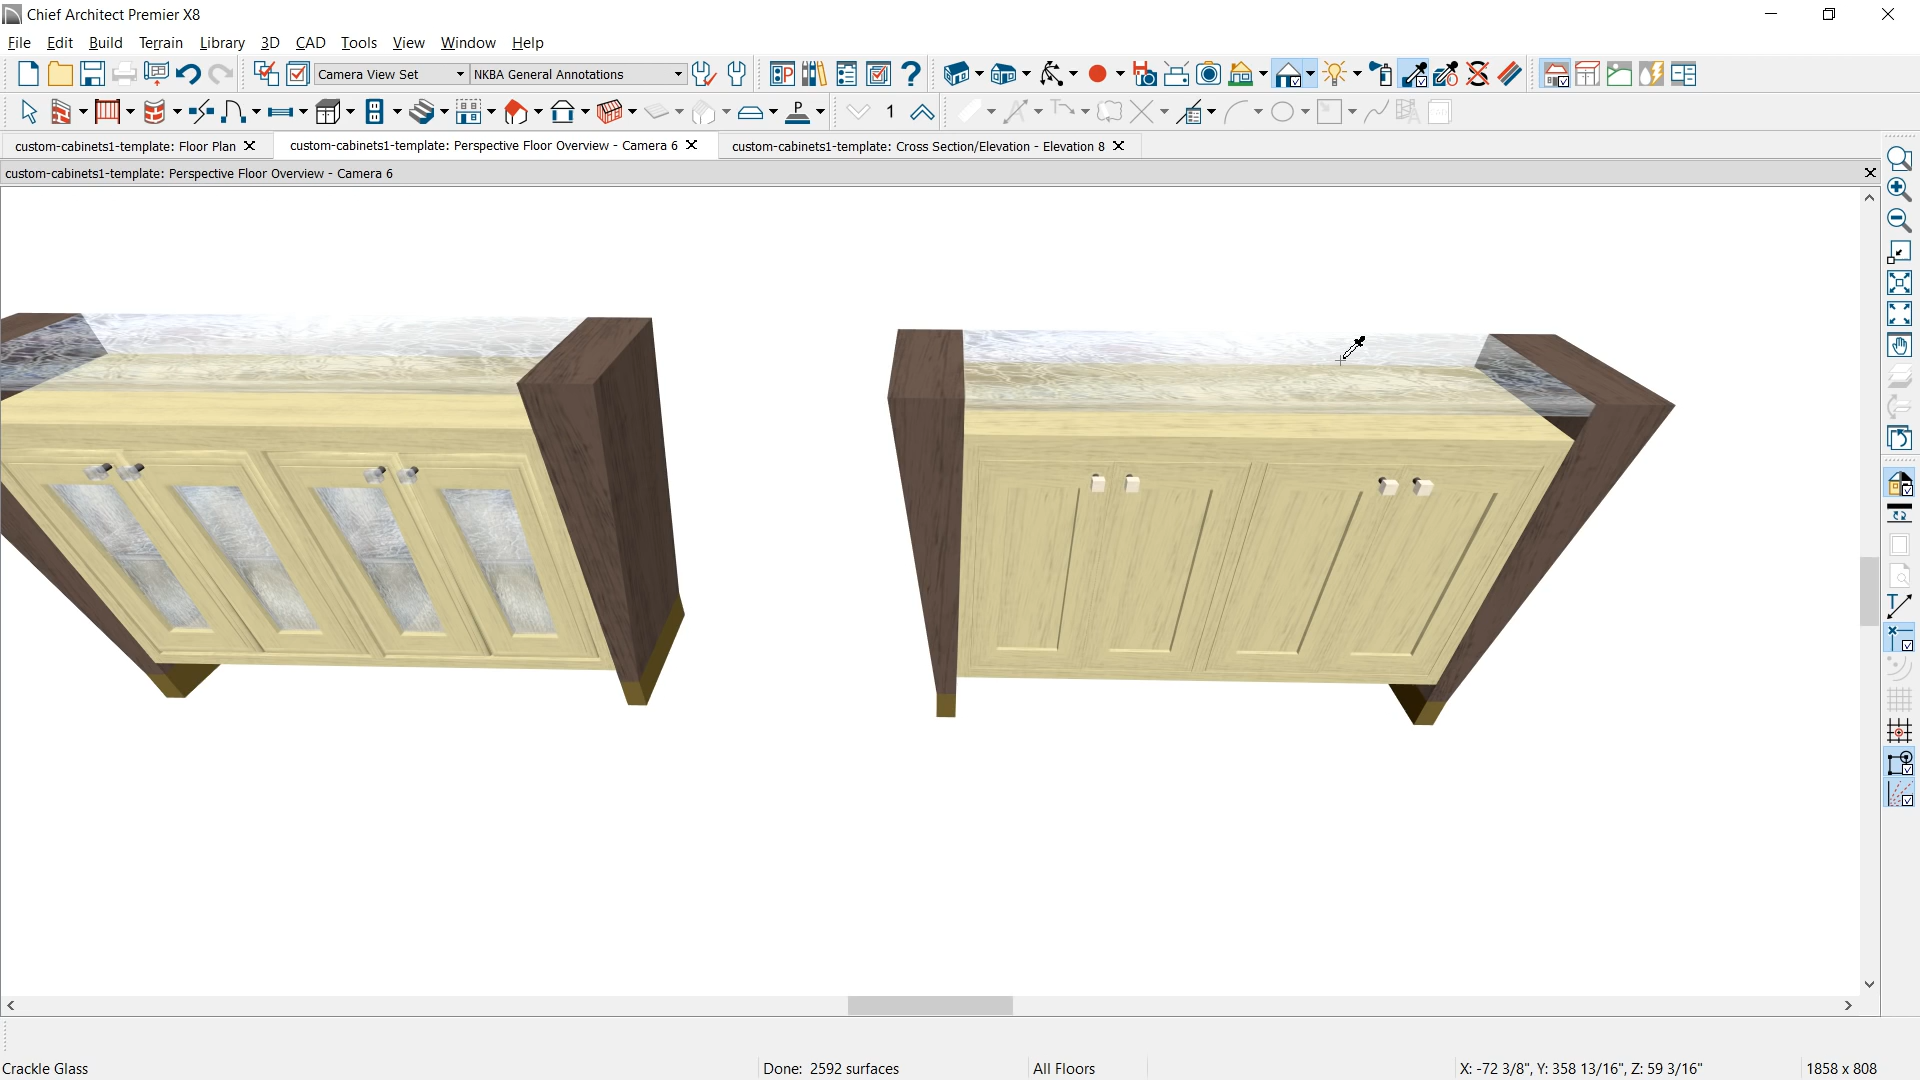 Chief Architect Premier X8
File Edit Build Terrain Library 3D CAD Tools View Window Help
Camera View Set NKBA General Annotations
1
custom-cabinets1-template: Floor Plan custom-cabinets1-template: Perspective Floor Overview - Camera 6 custom-cabinets1-template: Cross Section/Elevation - Elevation 8
custom-cabinets1-template: Perspective Floor Overview - Camera 6
Crackle Glass Done: 2592 surfaces All Floors X: -72 3/8", Y: 358 13/16", Z: 59 3/16" 1858 x 808